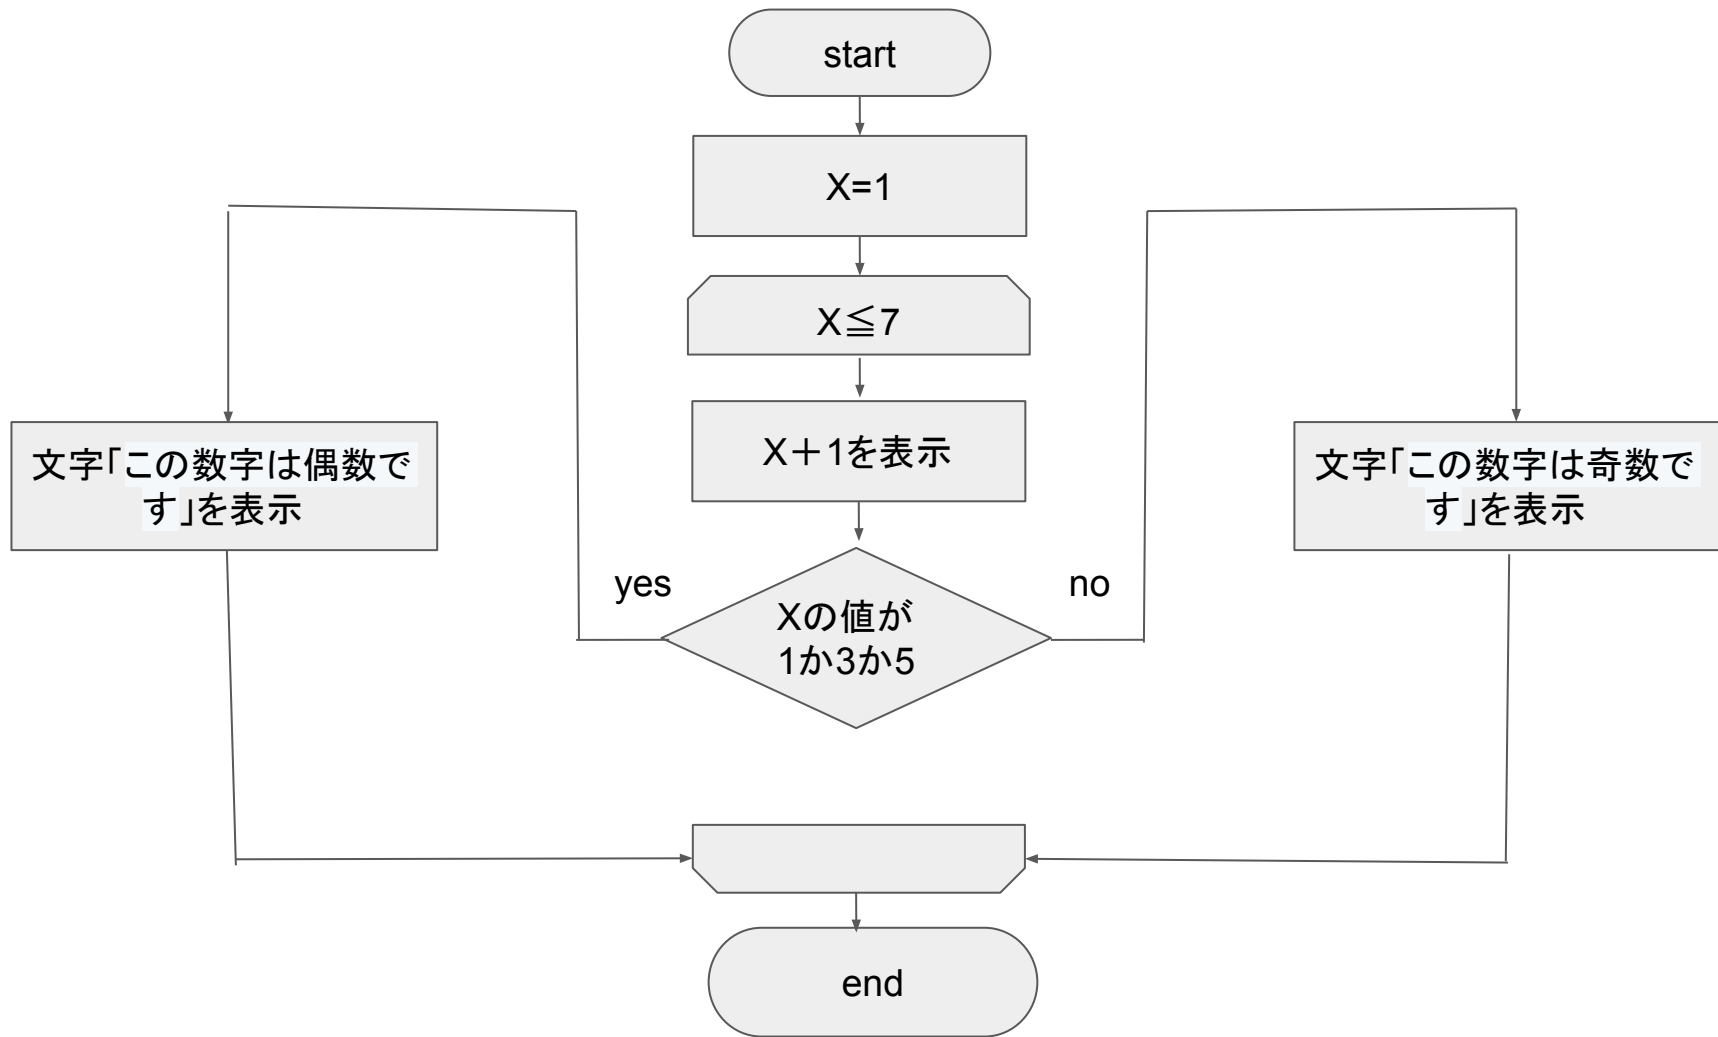 start
X=1
X≦7
X＋1を表示
文字「この数字は偶数で
す」を表示
文字「この数字は奇数で
す」を表示
yes
no
Xの値が
1か3か5
end